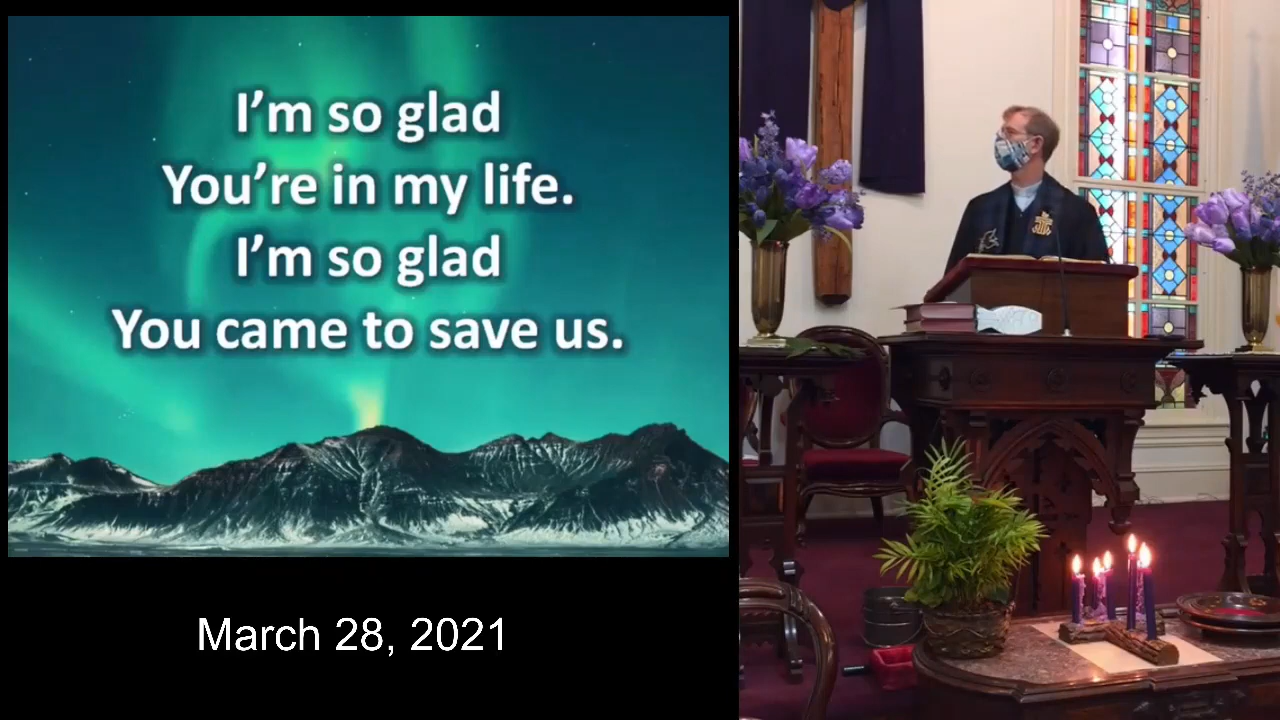 I'm so glad
You're in my life.
I'm so glad
You came to save us.
March 28, 2021